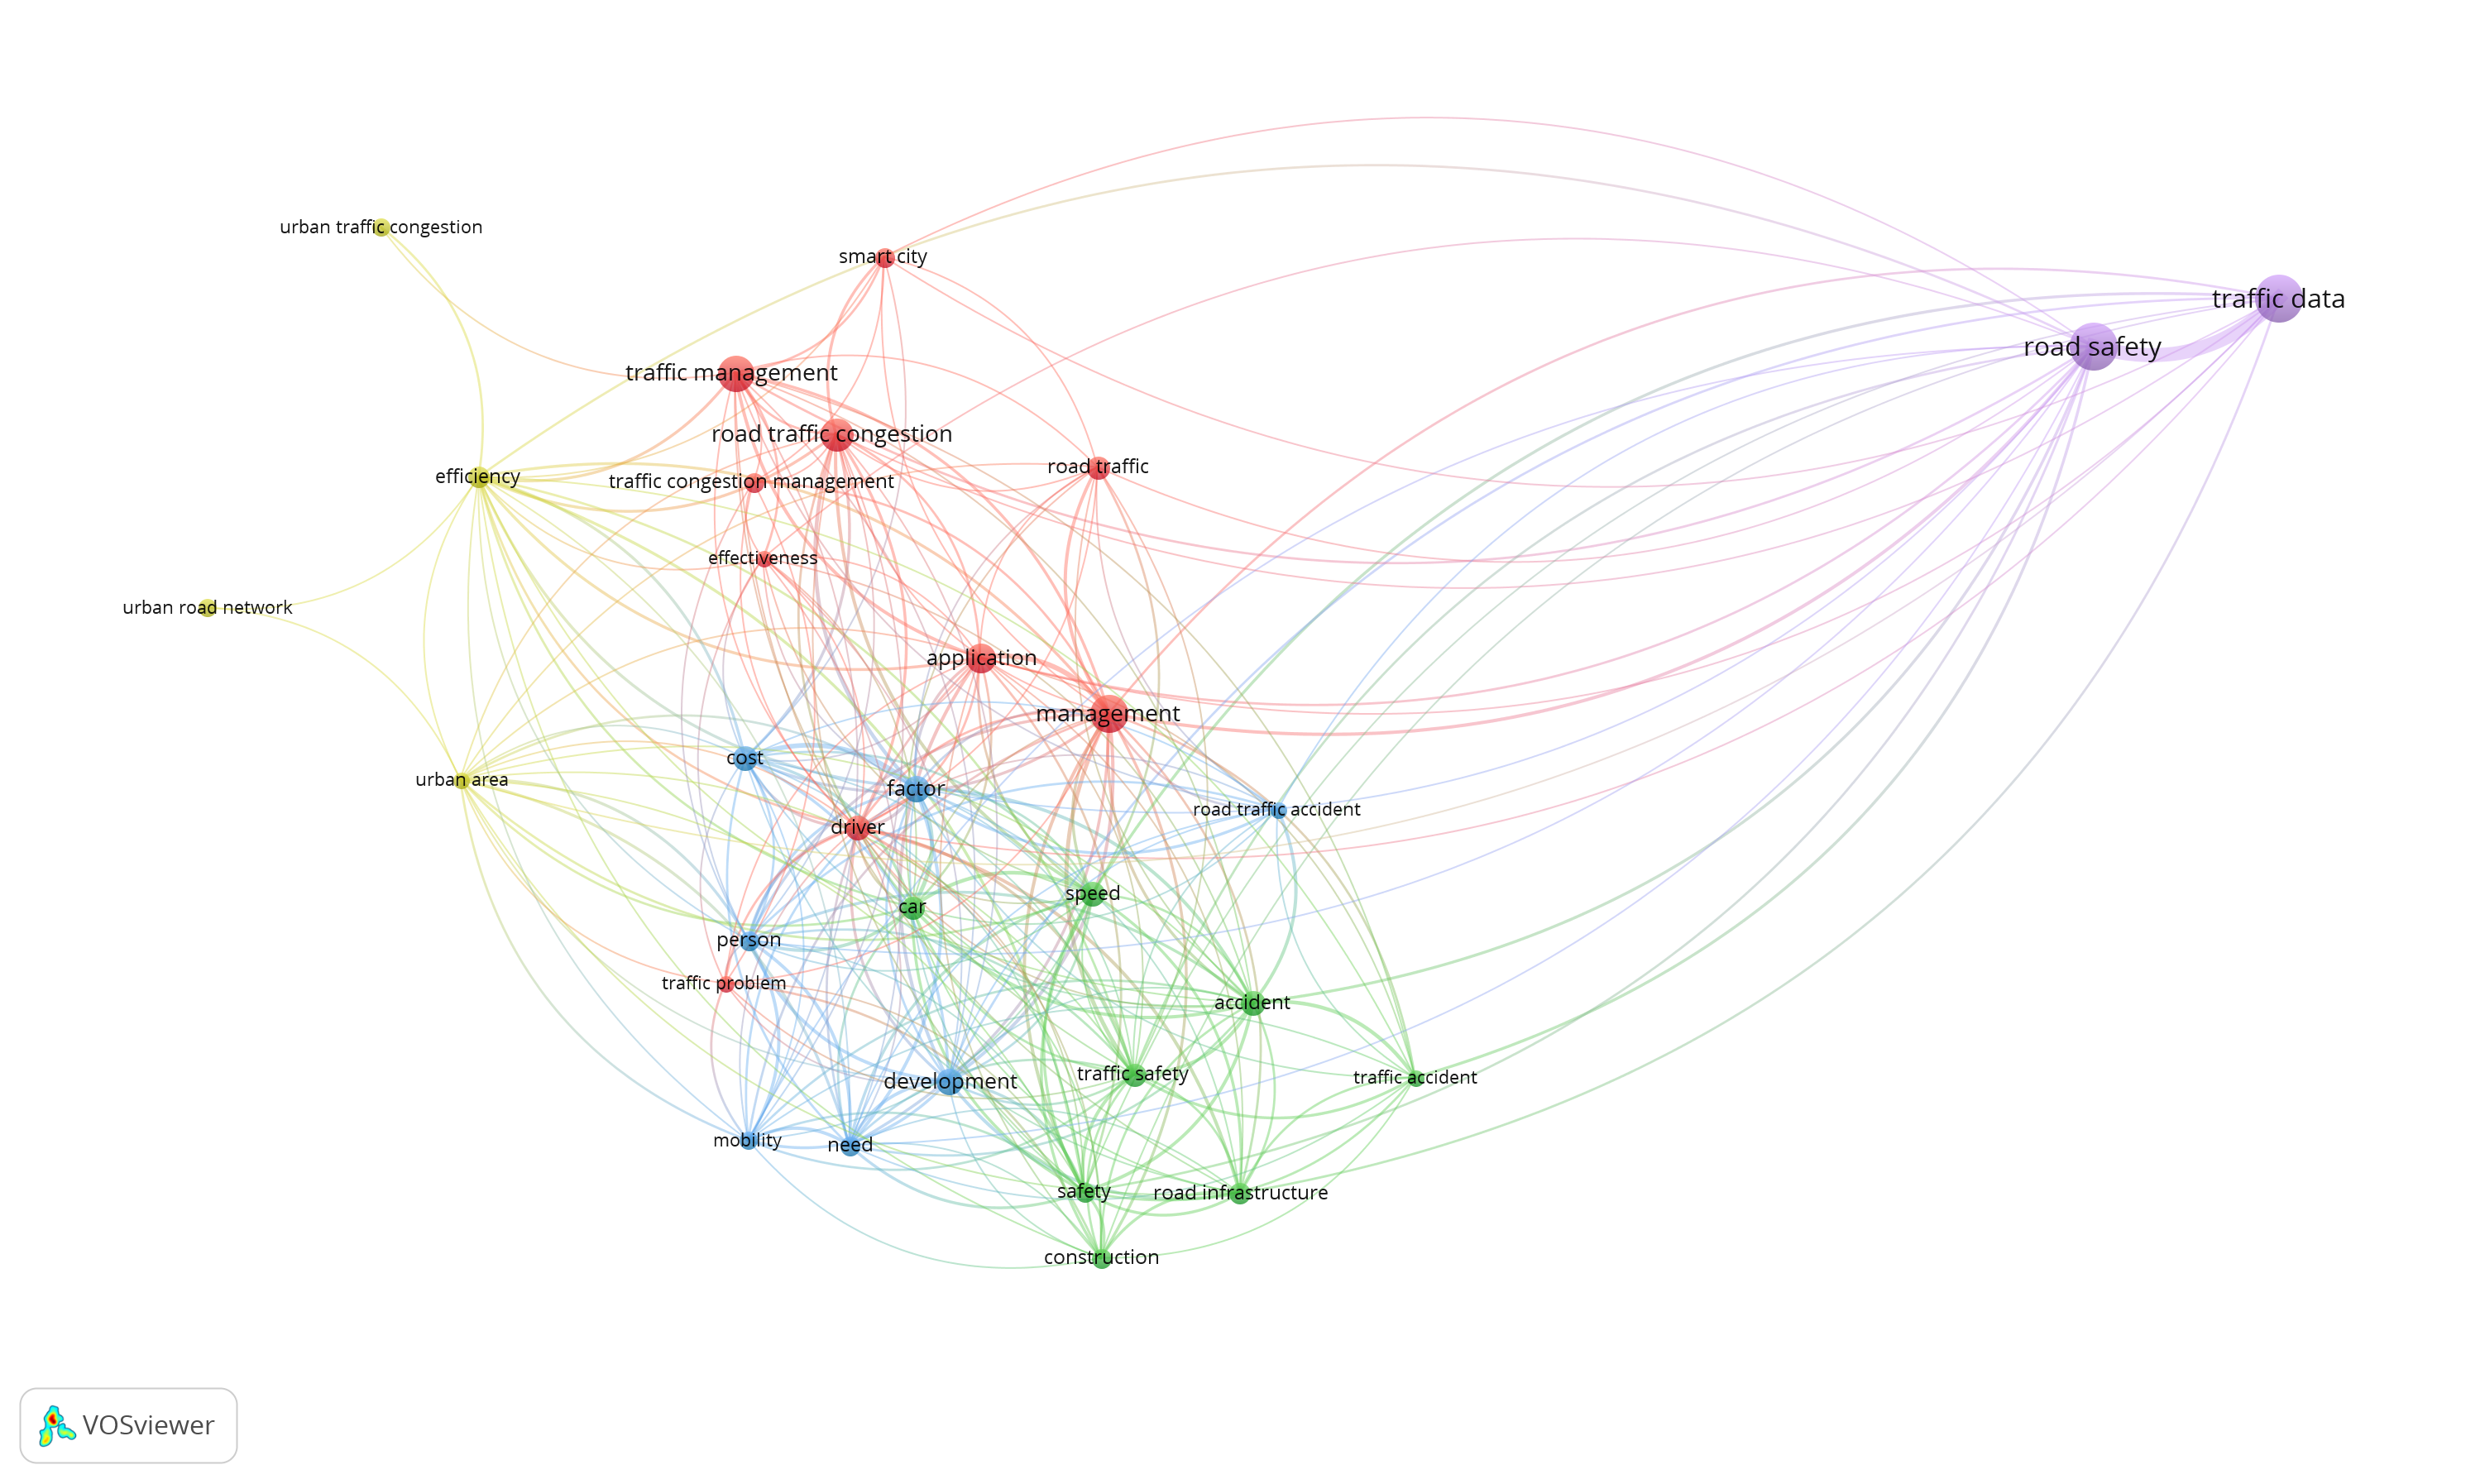 urban traffic congestion
smart city
traffic data
road safety
traffic management
road traffic congestion
road traffic
efficiency
traffic congestion management
effectiveness
urban road network
application
management
cost
urban area
factor
road traffic accident
driver
speed
car
person
traffic problem
accident
traffic safety
traffic accident
development
mobility
need
safety
road infrastructure
construction
VOSviewer